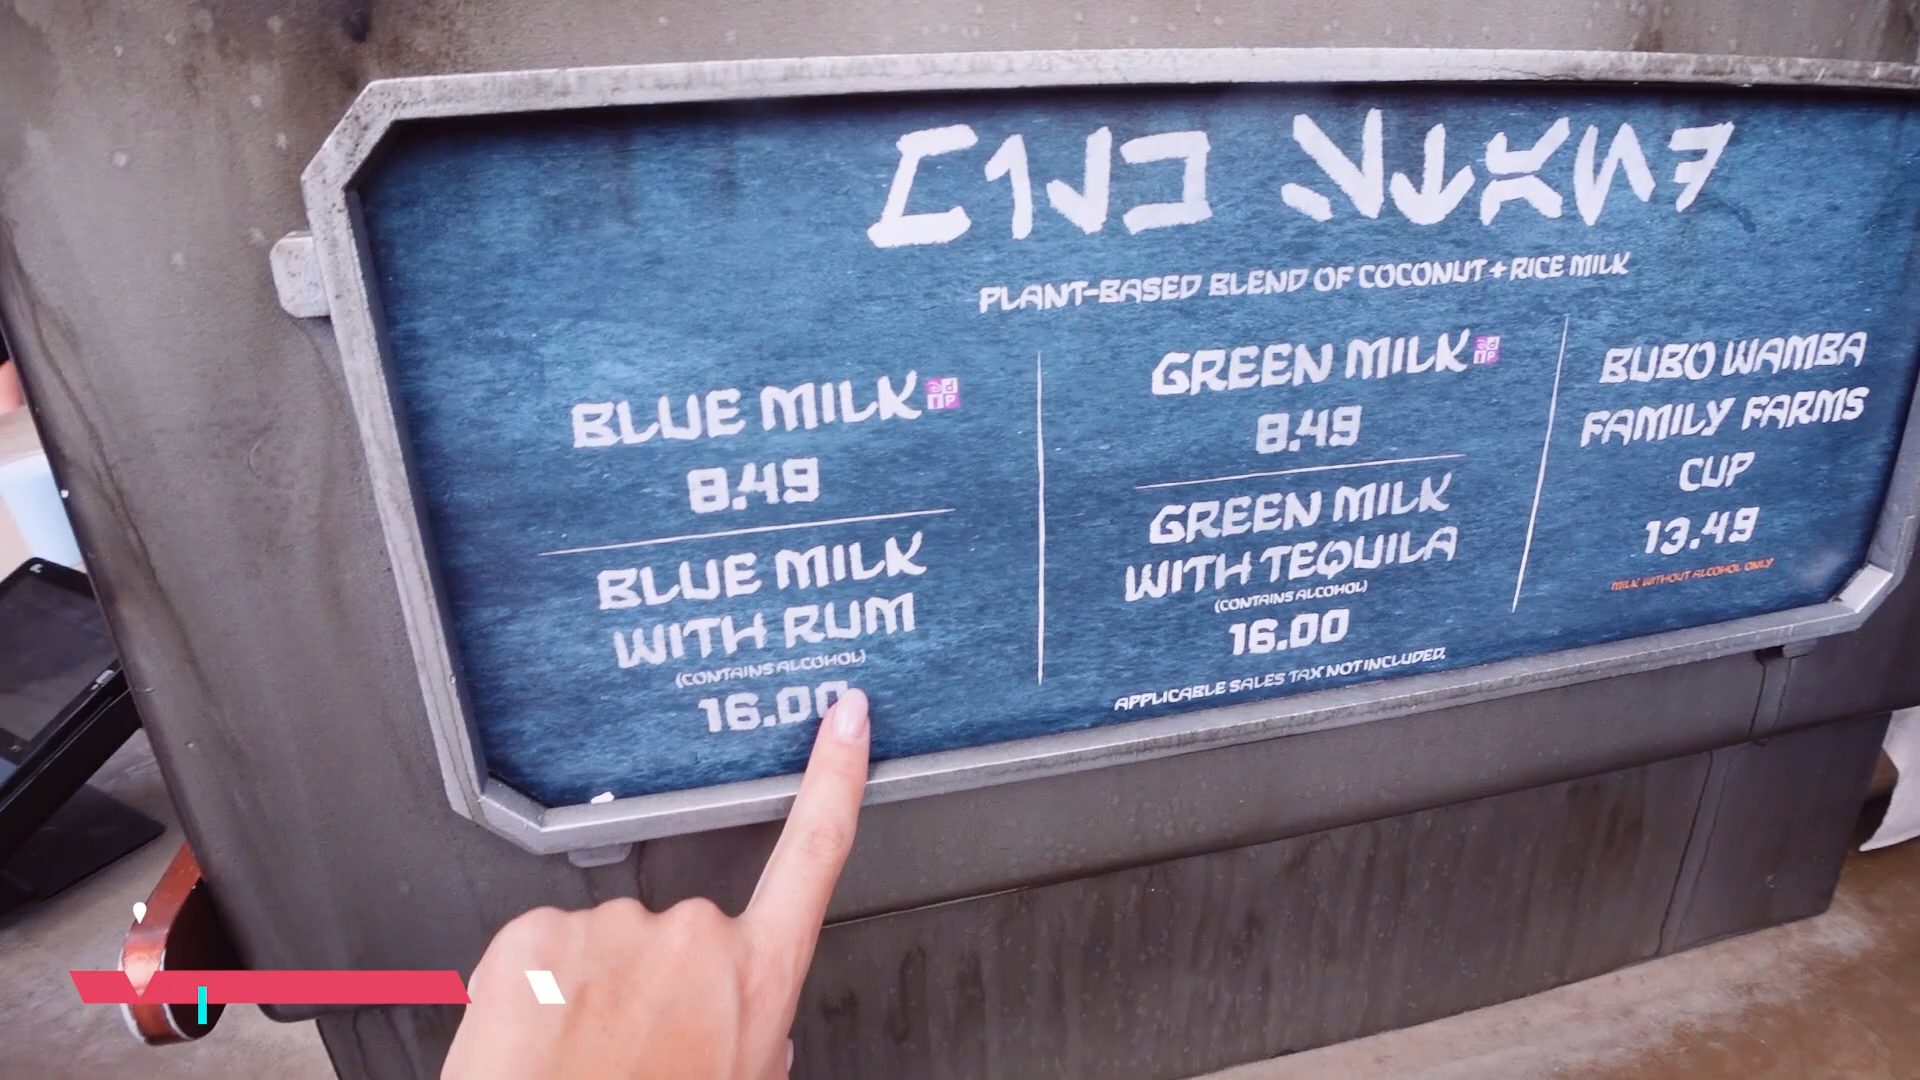 PLANT-BASED BLEND OF COCONUT + RICE MILK
BLUE MILK
8.49
BLUE MILK
WITH RUM
(CONTAINS ALCOHOL)
16.00
GREEN MILK
8.49
GREEN MILK
WITH TEQUILA
(CONTAINS ALCOHOL)
16.00
APPLICABLE SALES TAX NOT INCLUDED.
BUBO WAMBA
FAMILY FARMS
CUP
13.49
MILK WITHOUT ALCOHOL ONLY